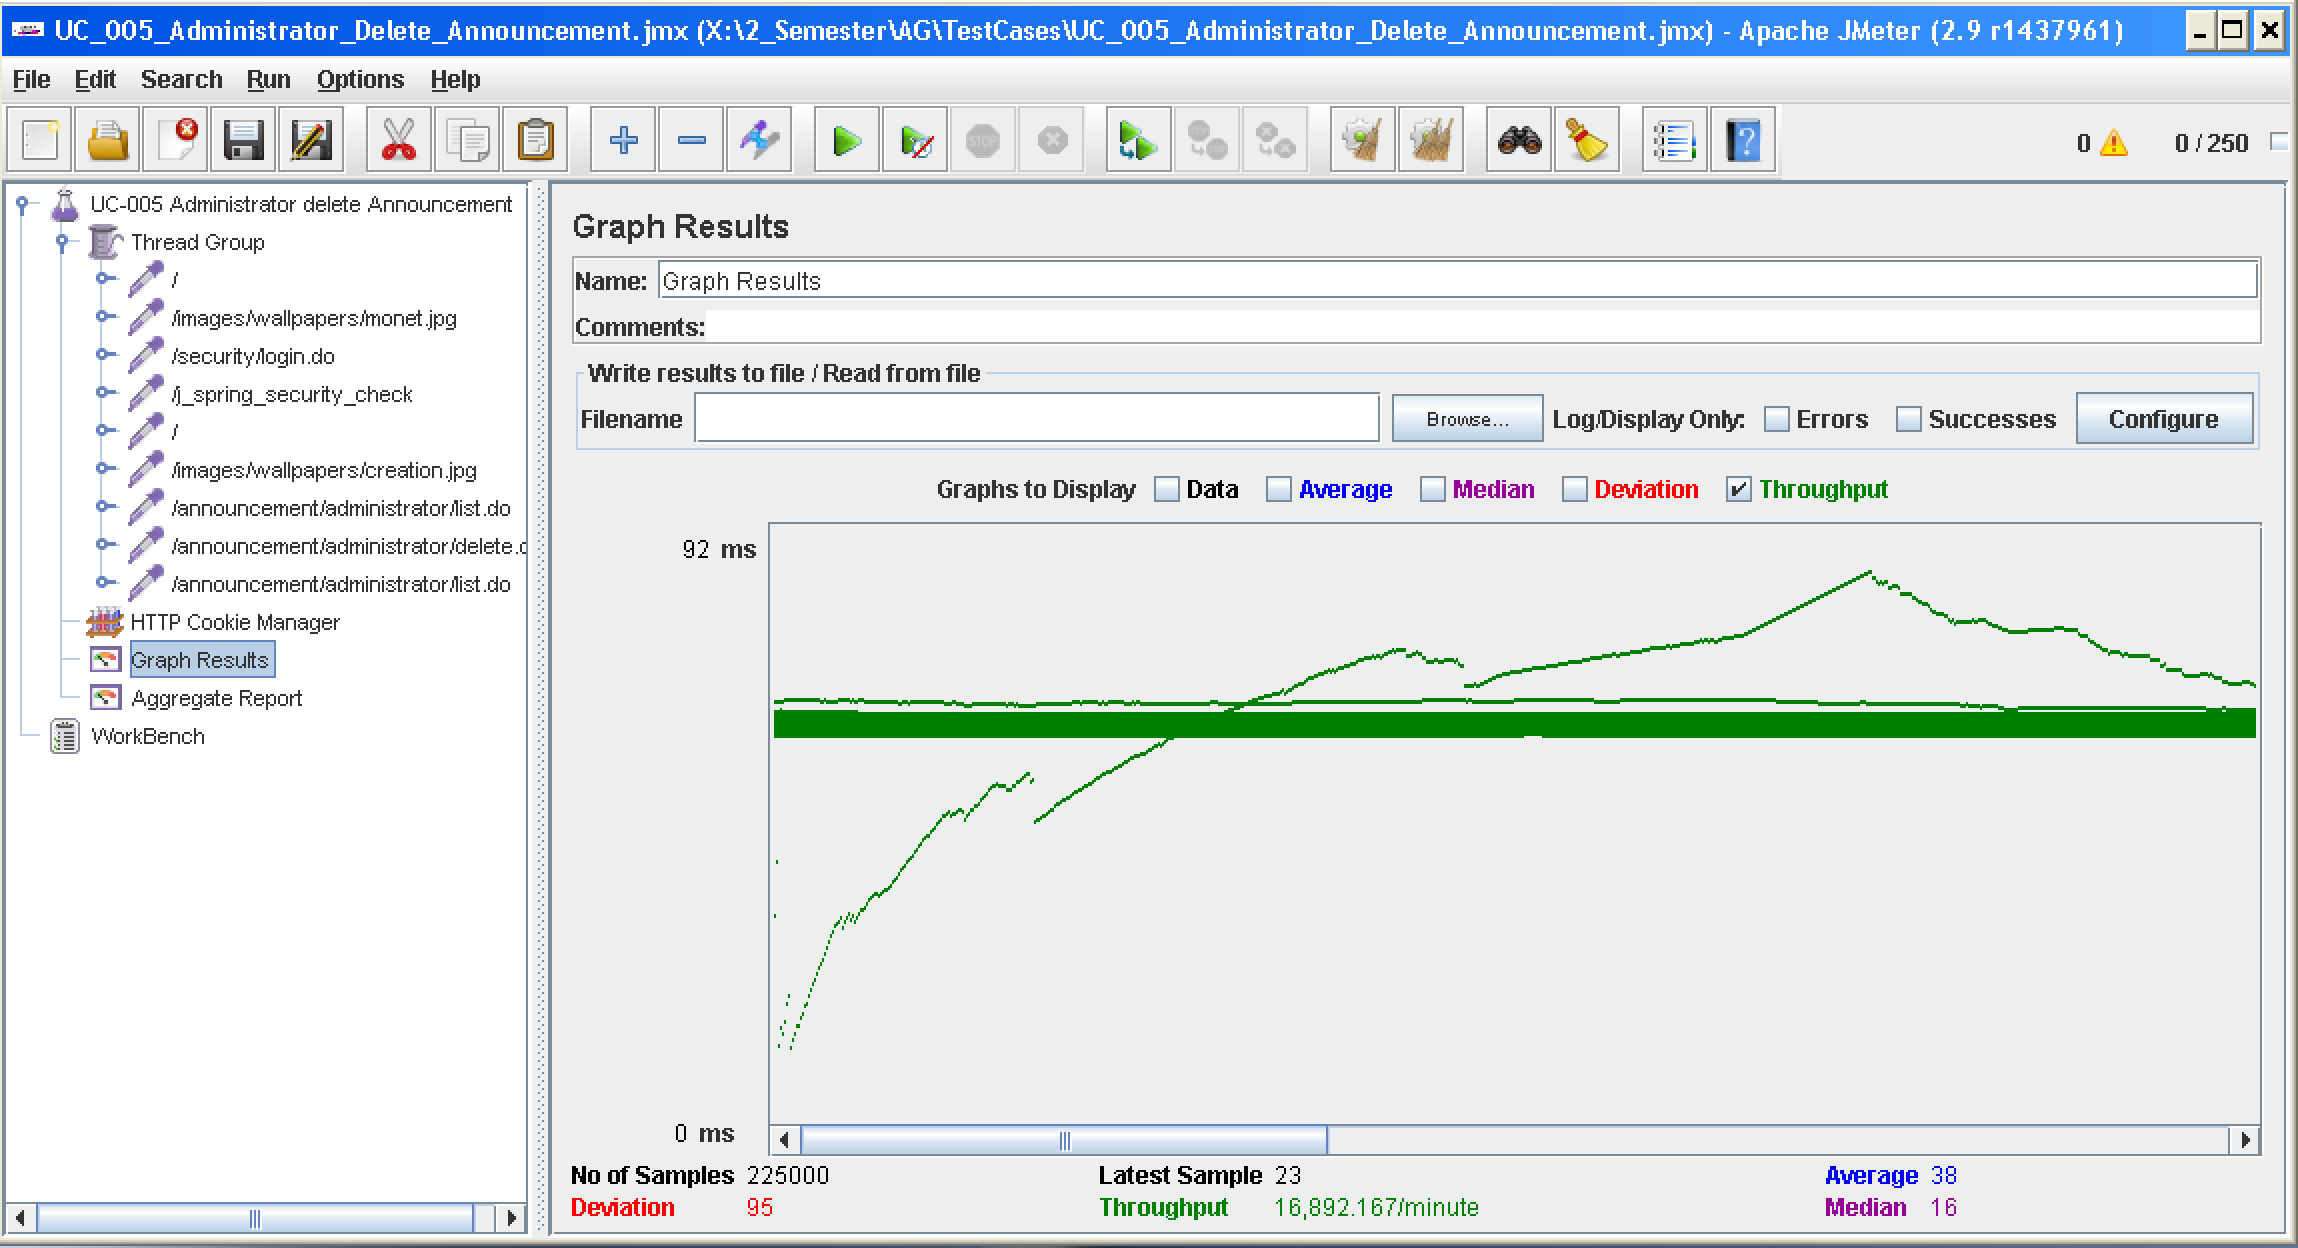 UC_005_Administrator_Delete_Announcement.jmx (X:\2_Semester\AG\TestCases\UC_005_Administrator_Delete_Announcement.jmx) - Apache JMeter (2.9 r1437961)
File Edit Search Run Options Help
STOP
0 0 / 250
UC-005 Administrator delete Announcement
Thread Group
/
/images/wallpapers/monet.jpg
/security/login.do
/j_spring_security_check
/
/images/wallpapers/creation.jpg
/announcement/administrator/list.do
/announcement/administrator/delete.d
/announcement/administrator/list.do
HTTP Cookie Manager
Graph Results
Aggregate Report
WorkBench
Graph Results
Name: Graph Results
Comments:
Write results to file / Read from file
Filename Browse... Log/Display Only: Errors Successes Configure
Graphs to Display Data Average Median Deviation Throughput
92 ms
0 ms
No of Samples 225000 Latest Sample 23 Average 38
Deviation 95 Throughput 16,892.167/minute Median 16